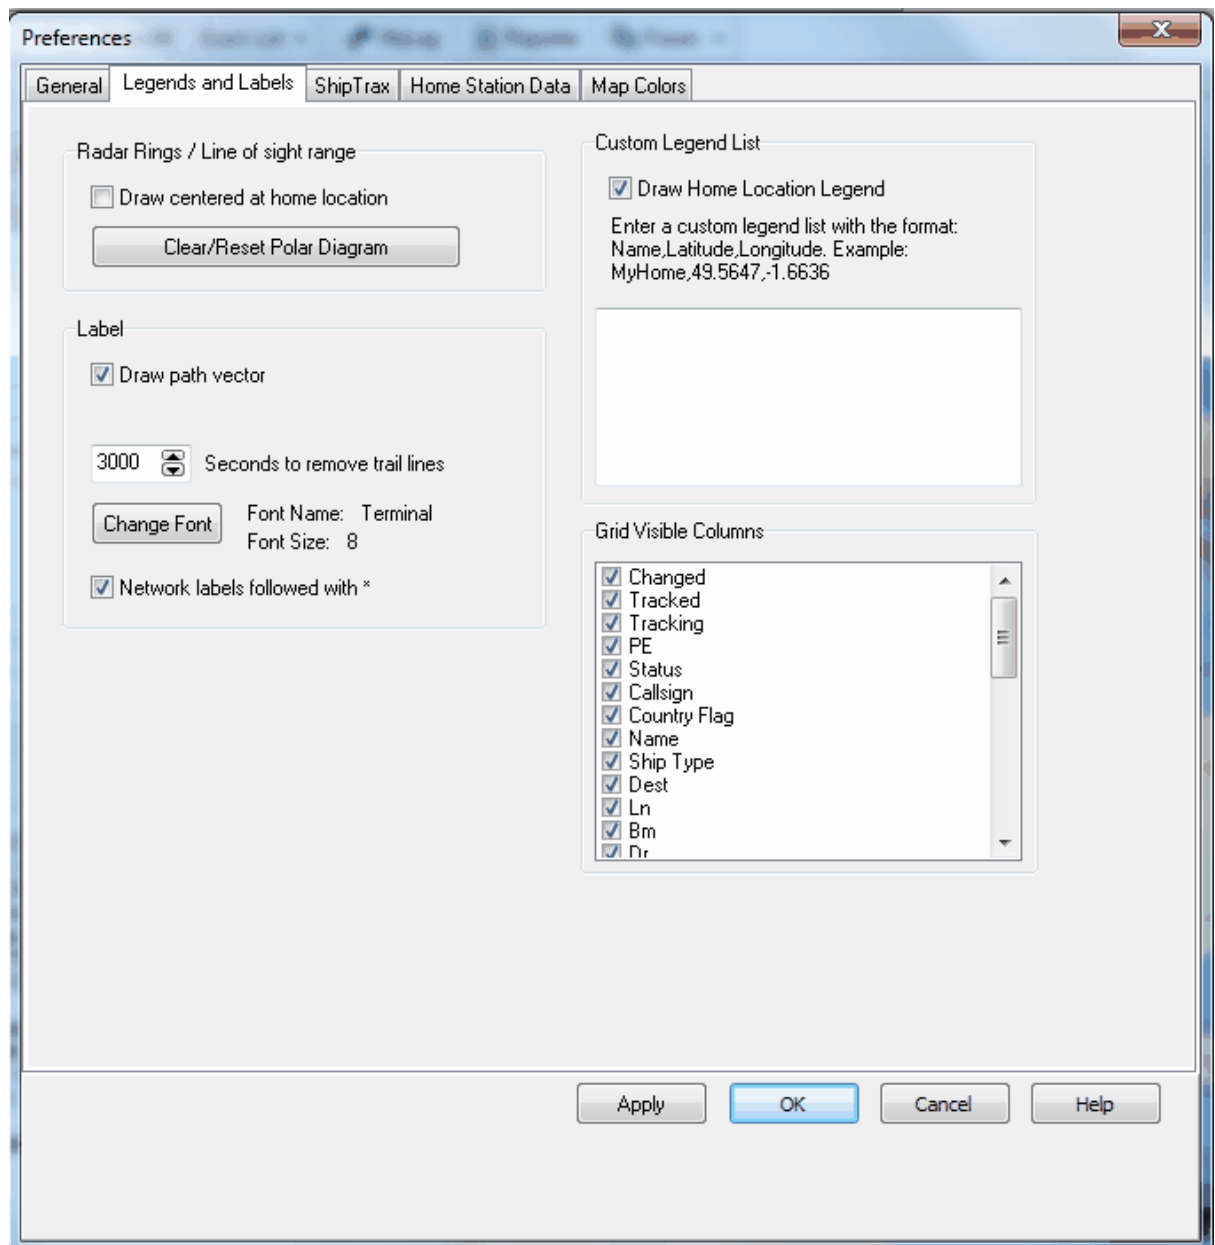 Preferences
General Legends and Labels ShipTrax Home Station Data Map Colors
Radar Rings / Line of sight range
Draw centered at home location
Clear/Reset Polar Diagram
Label
Draw path vector
3000 Seconds to remove trail lines
Change Font
Font Name: Terminal
Font Size: 8
Network labels followed with *
Custom Legend List
Draw Home Location Legend
Enter a custom legend list with the format:
Name,Latitude,Longitude. Example:
MyHome,49.5647,-1.6636
Grid Visible Columns
Changed
Tracked
Tracking
PE
Status
Callsign
Country Flag
Name
Ship Type
Dest
Ln
Bm
Dr
Apply OK Cancel Help